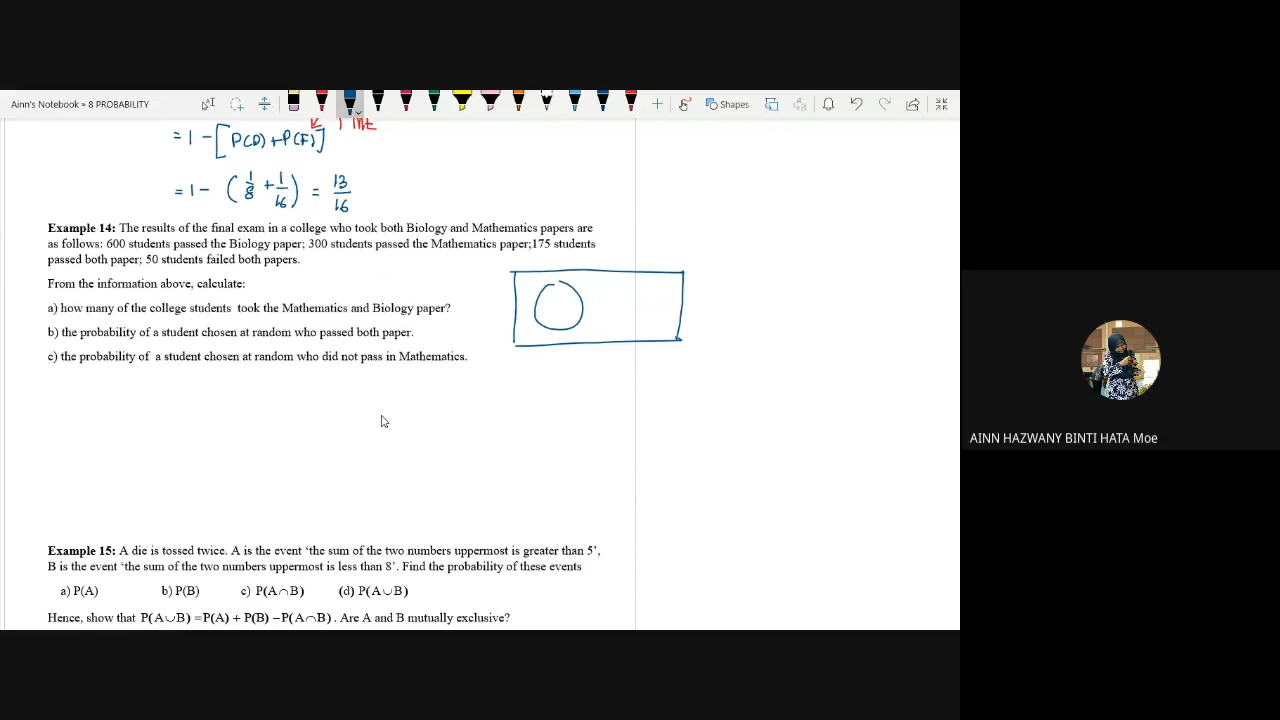 Ainn's Notebook » 8 PROBABILITY
Shapes
= 1 - [P(D) + P(F)]
= 1 - (1/8 + 1/16) = 13/16
Example 14: The results of the final exam in a college who took both Biology and Mathematics papers are
as follows: 600 students passed the Biology paper; 300 students passed the Mathematics paper;175 students
passed both paper; 50 students failed both papers.
From the information above, calculate:
a) how many of the college students took the Mathematics and Biology paper?
b) the probability of a student chosen at random who passed both paper.
c) the probability of a student chosen at random who did not pass in Mathematics.
AINN HAZWANY BINTI HATA Moe
Example 15: A die is tossed twice. A is the event ‘the sum of the two numbers uppermost is greater than 5’,
B is the event ‘the sum of the two numbers uppermost is less than 8’. Find the probability of these events
a) P(A) b) P(B) c) P(A∩B) (d) P(A∪B)
Hence, show that P(A∪B) =P(A) + P(B) −P(A∩B). Are A and B mutually exclusive?